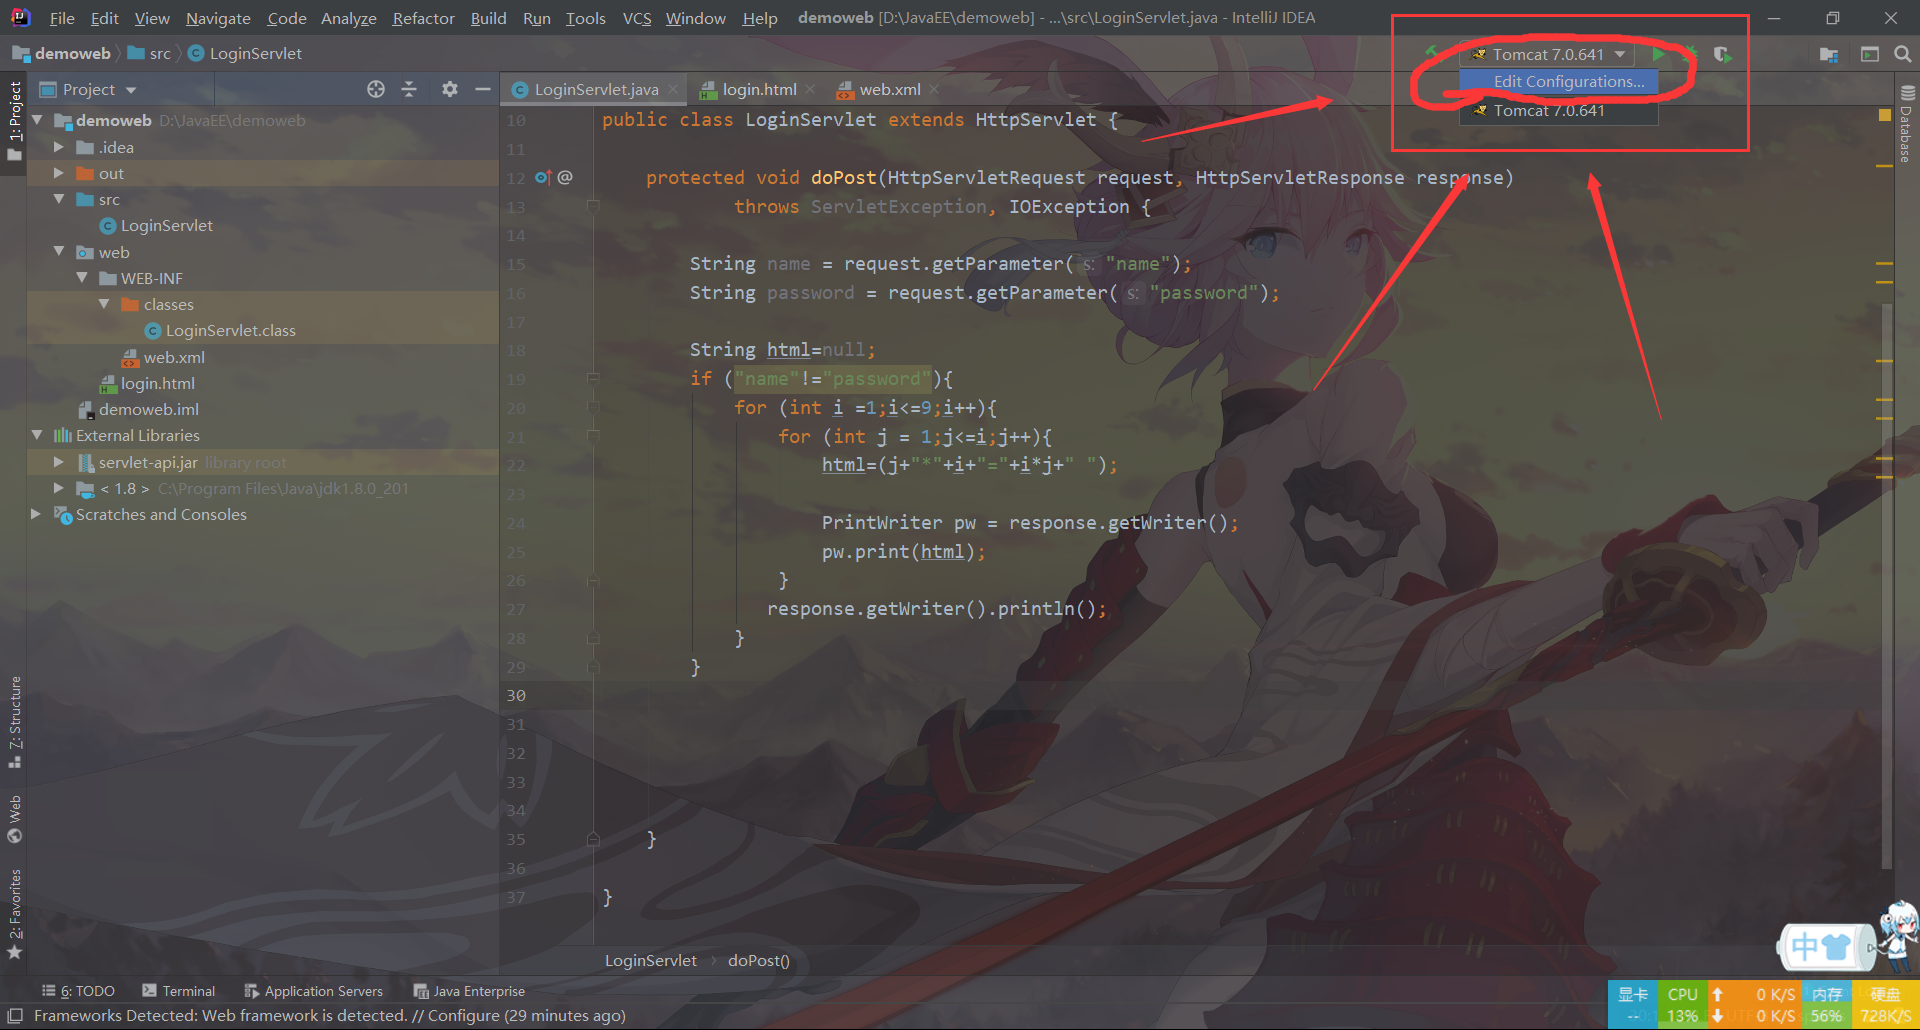 File Edit View Navigate Code Analyze Refactor Build Run Tools VCS Window Help demoweb [D:\JavaEE\demoweb] - ...\src\LoginServlet.java - IntelliJ IDEA
demoweb src LoginServlet
Tomcat 7.0.641
Edit Configurations...
Tomcat 7.0.641
Project
LoginServlet.java login.html web.xml
1: Project
7: Structure
Web
2: Favorites
Database
demoweb D:\JavaEE\demoweb
.idea
out
src
LoginServlet
web
WEB-INF
classes
LoginServlet.class
web.xml
login.html
demoweb.iml
External Libraries
servlet-api.jar library root
< 1.8 > C:\Program Files\Java\jdk1.8.0_201
Scratches and Consoles
10 public class LoginServlet extends HttpServlet {
11
12 @ protected void doPost(HttpServletRequest request, HttpServletResponse response)
13 throws ServletException, IOException {
14
15 String name = request.getParameter( s: "name");
16 String password = request.getParameter( s: "password");
17
18 String html=null;
19 if ("name"!="password"){
20 for (int i =1;i<=9;i++){
21 for (int j = 1;j<=i;j++){
22 html=(j+"*"+i+"="+i*j+" ");
23
24 PrintWriter pw = response.getWriter();
25 pw.print(html);
26 }
27 response.getWriter().println();
28 }
29 }
30
31
32
33
34
35 }
36
37 }
LoginServlet doPost()
6: TODO Terminal Application Servers Java Enterprise
Frameworks Detected: Web framework is detected. // Configure (29 minutes ago)
中
显卡 CPU 0 K/S 内存 硬盘
-- 13% 0 K/S 56% 728K/S